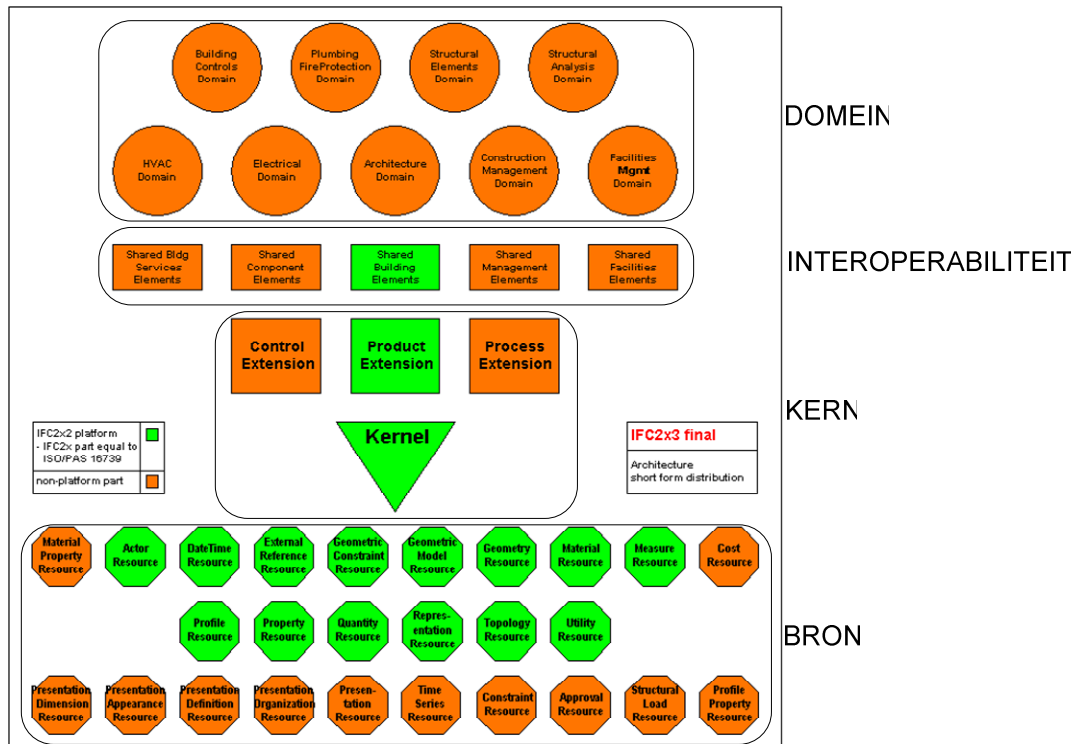 Building
Controls
Domain
Plumbing
FireProtection
Domain
Structural
Elements
Domain
Structural
Analysis
Domain
DOMEIN
HVAC
Domain
Electrical
Domain
Architecture
Domain
Construction
Management
Domain
Facilities
Mgmt
Domain
Shared Bldg
Services
Elements
Shared
Component
Elements
Shared
Building
Elements
Shared
Management
Elements
Shared
Facilities
Elements
INTEROPERABILITEIT
Control
Extension
Product
Extension
Process
Extension
KERN
Kernel
IFC2x2 platform
- IFC2x part equal to
ISO/PAS 16739
non-platform part
IFC2x3 final
Architecture
short form distribution
Material
Property
Resource
Actor
Resource
DateTime
Resource
External
Reference
Resource
Geometric
Constraint
Resource
Geometric
Model
Resource
Geometry
Resource
Material
Resource
Measure
Resource
Cost
Resource
Profile
Resource
Property
Resource
Quantity
Resource
Repres-
entation
Resource
Topology
Resource
Utility
Resource
BRON
Presentation
Dimension
Resource
Presentation
Appearance
Resource
Presentation
Definition
Resource
Presentation
Organization
Resource
Presen-
tation
Resource
Time
Series
Resource
Constraint
Resource
Approval
Resource
Structural
Load
Resource
Profile
Property
Resource